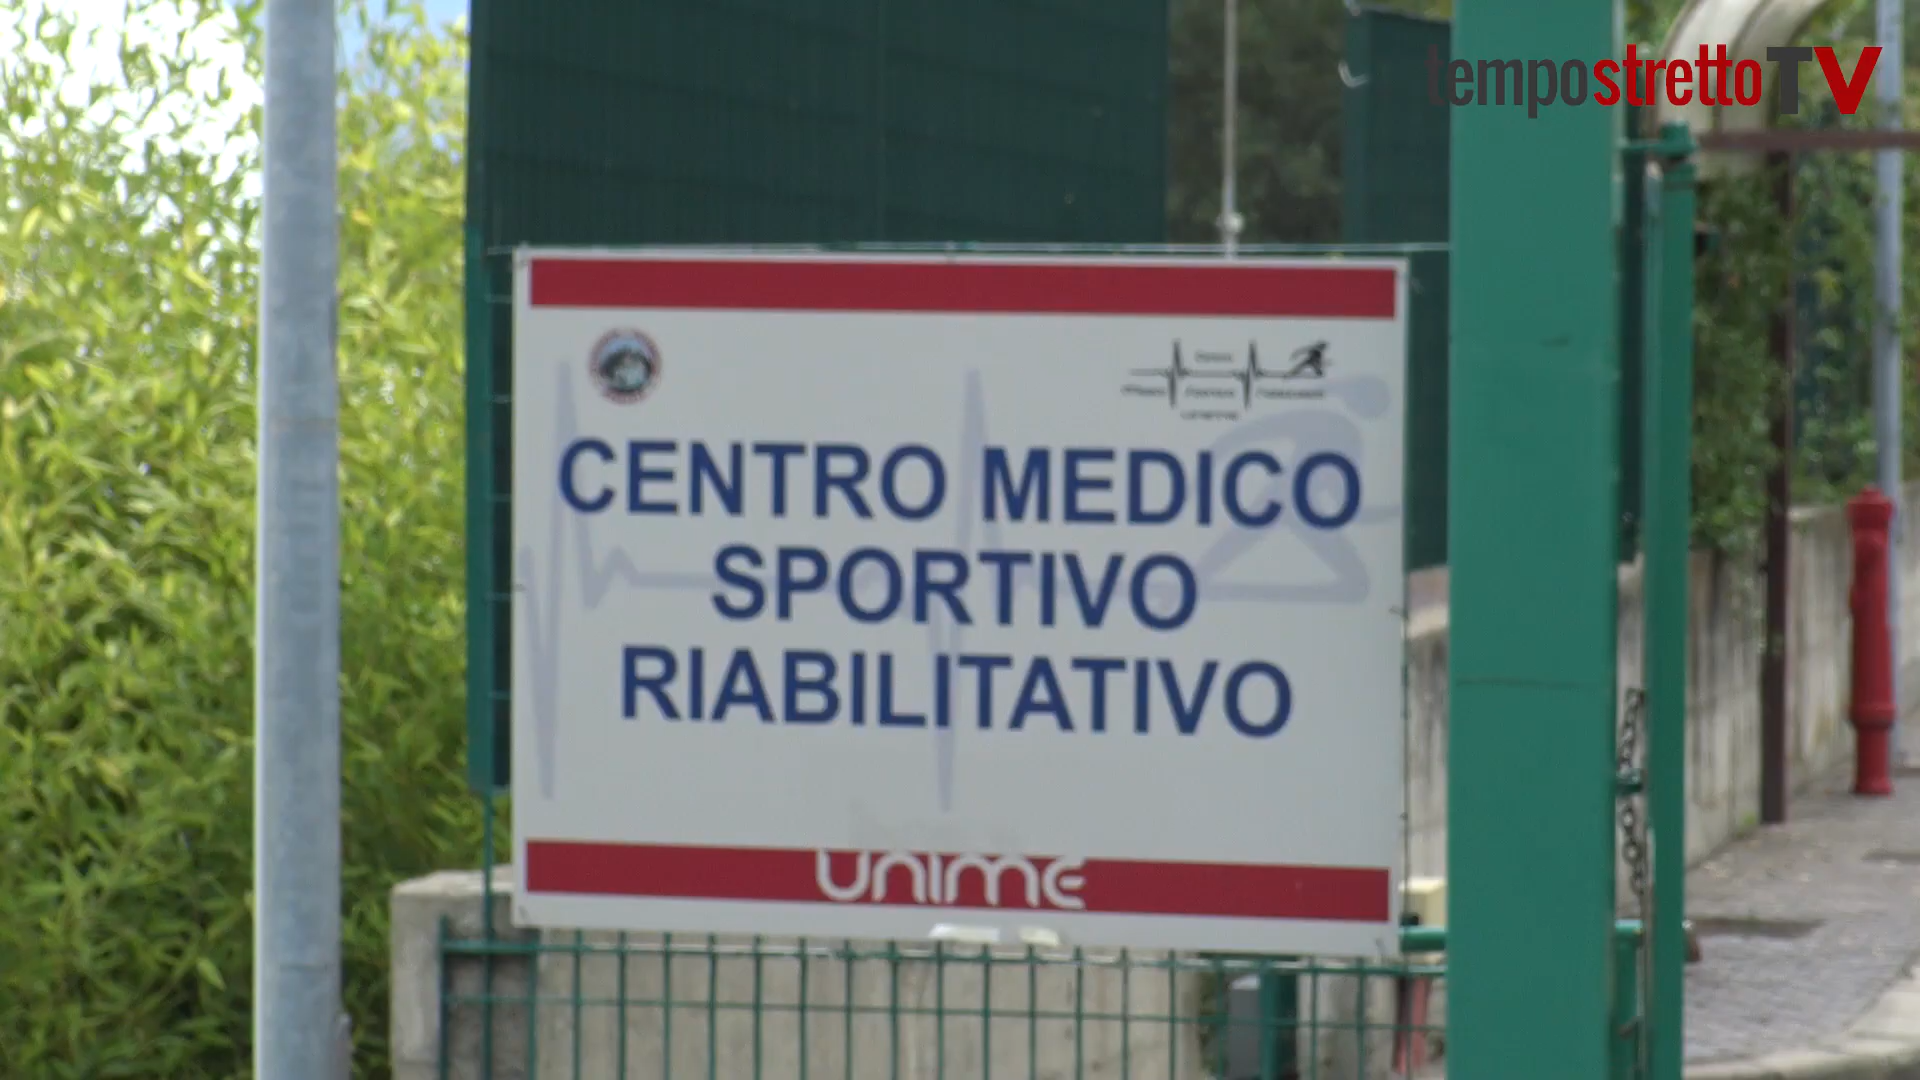 tempostrettoTV
CENTRO MEDICO
SPORTIVO
RIABILITATIVO
UNIME